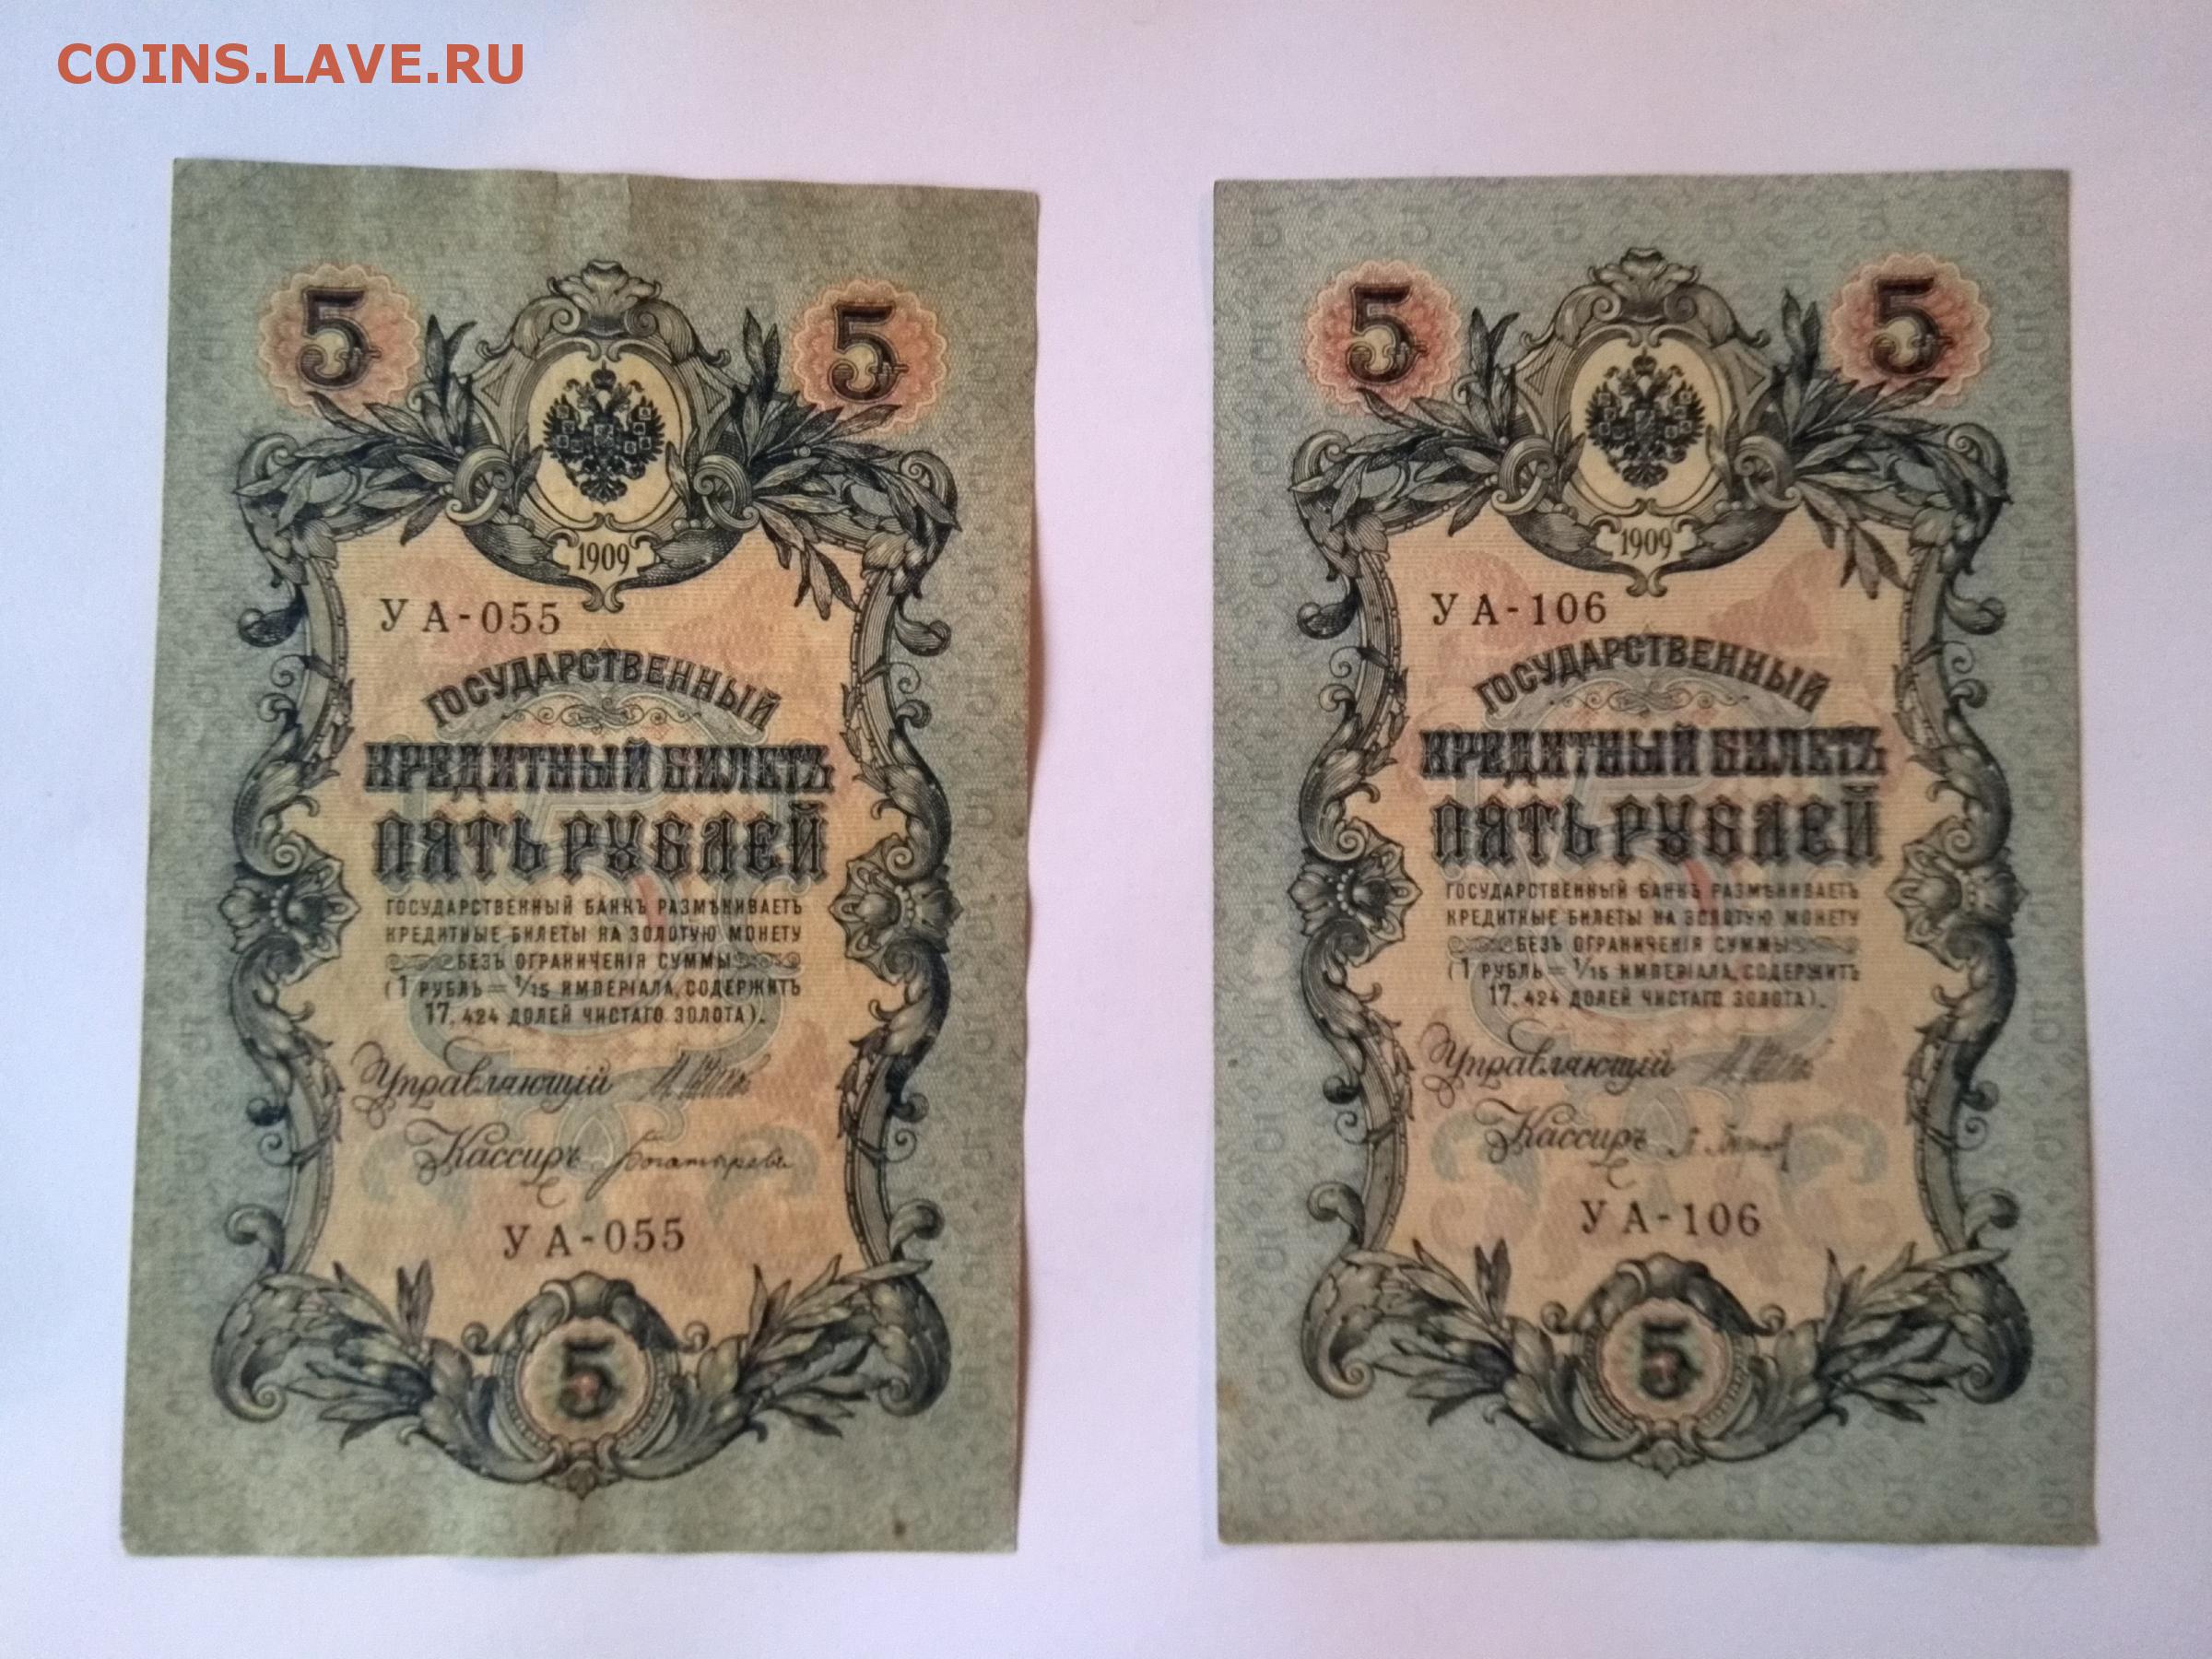 COINS.LAVE.RU
5 5
1909
УА-055
ГОСУДАРСТВЕННЫЙ
КРЕДИТНЫЙ БИЛЕТЪ
ПЯТЬ РУБЛЕЙ
ГОСУДАРСТВЕННЫЙ БАНКЪ РАЗМѢНИВАЕТЪ
КРЕДИТНЫЕ БИЛЕТЫ НА ЗОЛОТУЮ МОНЕТУ
БЕЗЪ ОГРАНИЧЕНІЯ СУММЫ
(1 РУБЛЬ = 1/15 ИМПЕРІАЛА, СОДЕРЖИТЪ
17,424 ДОЛЕЙ ЧИСТАГО ЗОЛОТА).
Управляющій
Кассиръ Богатыревъ
УА-055
5
5 5
1909
УА-106
ГОСУДАРСТВЕННЫЙ
КРЕДИТНЫЙ БИЛЕТЪ
ПЯТЬ РУБЛЕЙ
ГОСУДАРСТВЕННЫЙ БАНКЪ РАЗМѢНИВАЕТЪ
КРЕДИТНЫЕ БИЛЕТЫ НА ЗОЛОТУЮ МОНЕТУ
БЕЗЪ ОГРАНИЧЕНІЯ СУММЫ
(1 РУБЛЬ = 1/15 ИМПЕРІАЛА, СОДЕРЖИТЪ
17,424 ДОЛЕЙ ЧИСТАГО ЗОЛОТА).
Управляющій
Кассиръ
УА-106
5